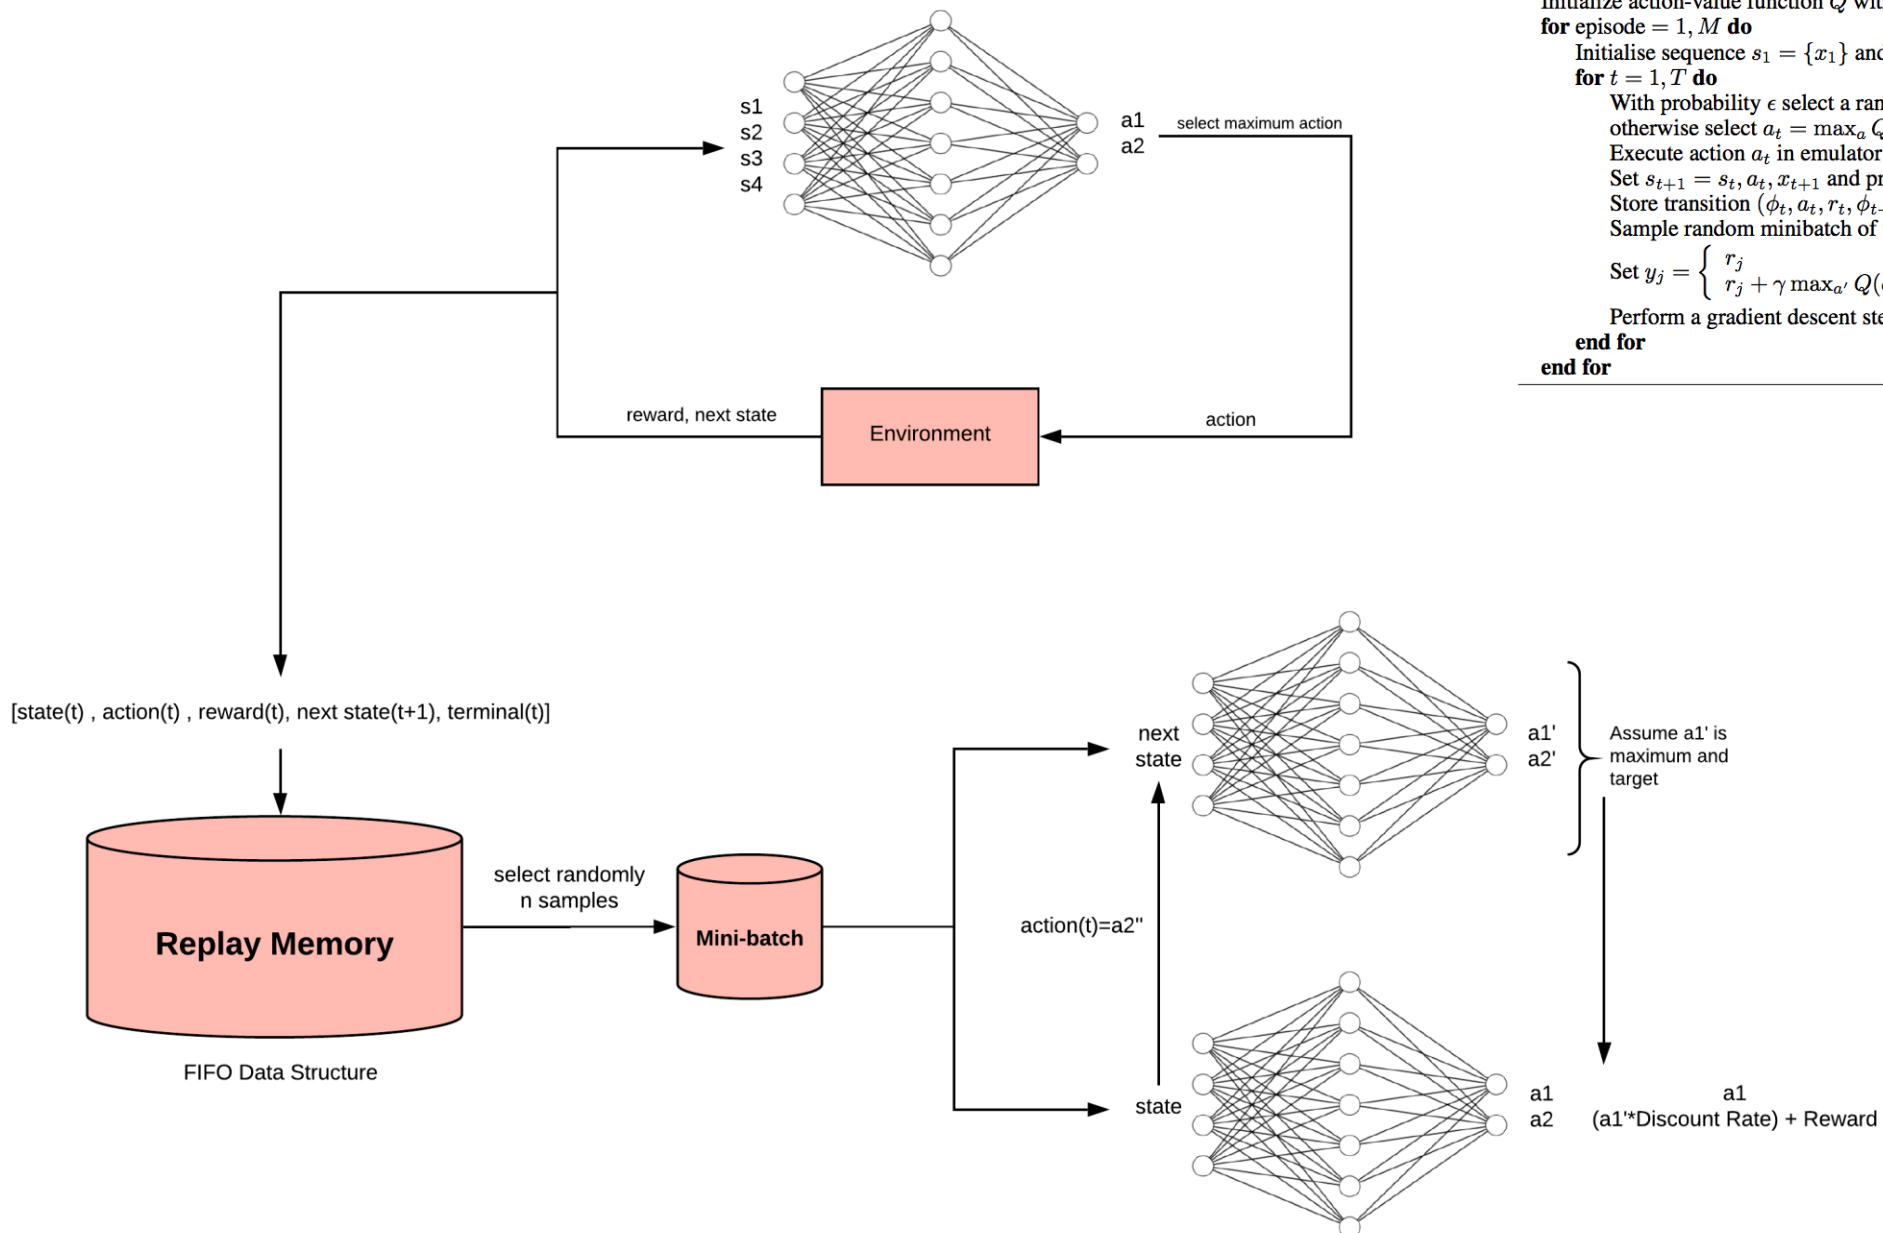 Initialize action-value function Q wit
for episode = 1, M do
Initialise sequence s₁ = {x₁} and
for t = 1, T do
With probability ϵ select a ran
otherwise select aₜ = maxₐ Q
Execute action aₜ in emulator
Set sₜ₊₁ = sₜ, aₜ, xₜ₊₁ and pr
Store transition (ϕₜ, aₜ, rₜ, ϕₜ
Sample random minibatch of
Set yⱼ = { rⱼ
rⱼ + γ maxₐ′ Q(
Perform a gradient descent ste
end for
end for
s1
s2
s3
s4
a1
a2
select maximum action
reward, next state
Environment
action
[state(t) , action(t) , reward(t), next state(t+1), terminal(t)]
Replay Memory
FIFO Data Structure
select randomly
n samples
Mini-batch
next
state
a1'
a2'
Assume a1' is
maximum and
target
action(t)=a2"
state
a1
a2
a1
(a1'*Discount Rate) + Reward